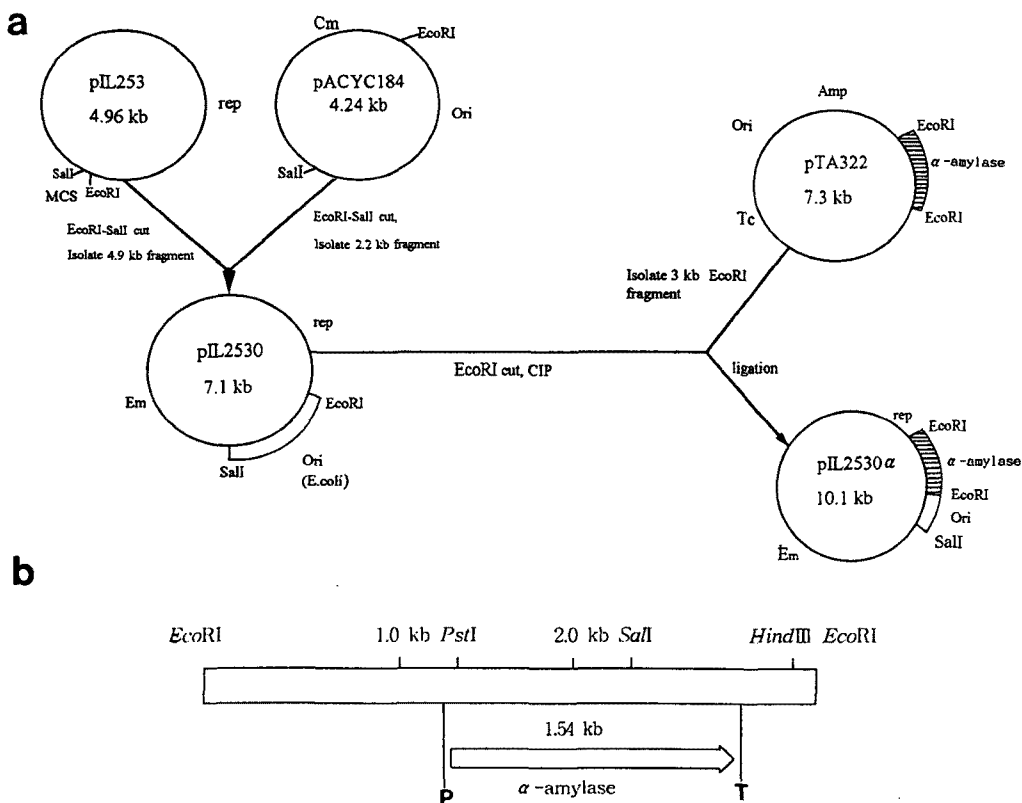 a
pIL253
4.96 kb
rep
SalI
MCS
EcoRI
Cm
EcoRI
pACYC184
4.24 kb
Ori
SalI
EcoRI-SalI cut
Isolate 4.9 kb fragment
EcoRI-SalI cut,
Isolate 2.2 kb fragment
Amp
Ori
EcoRI
pTA322
7.3 kb
α-amylase
Tc
EcoRI
Isolate 3 kb EcoRI
fragment
rep
pIL2530
7.1 kb
Em
EcoRI
SalI
Ori
(E.coli)
EcoRI cut, CIP
ligation
rep
EcoRI
pIL2530α
10.1 kb
α-amylase
EcoRI
Ori
SalI
Em
b
EcoRI 1.0 kb PstI 2.0 kb SalI HindIII EcoRI
1.54 kb
α-amylase
P T